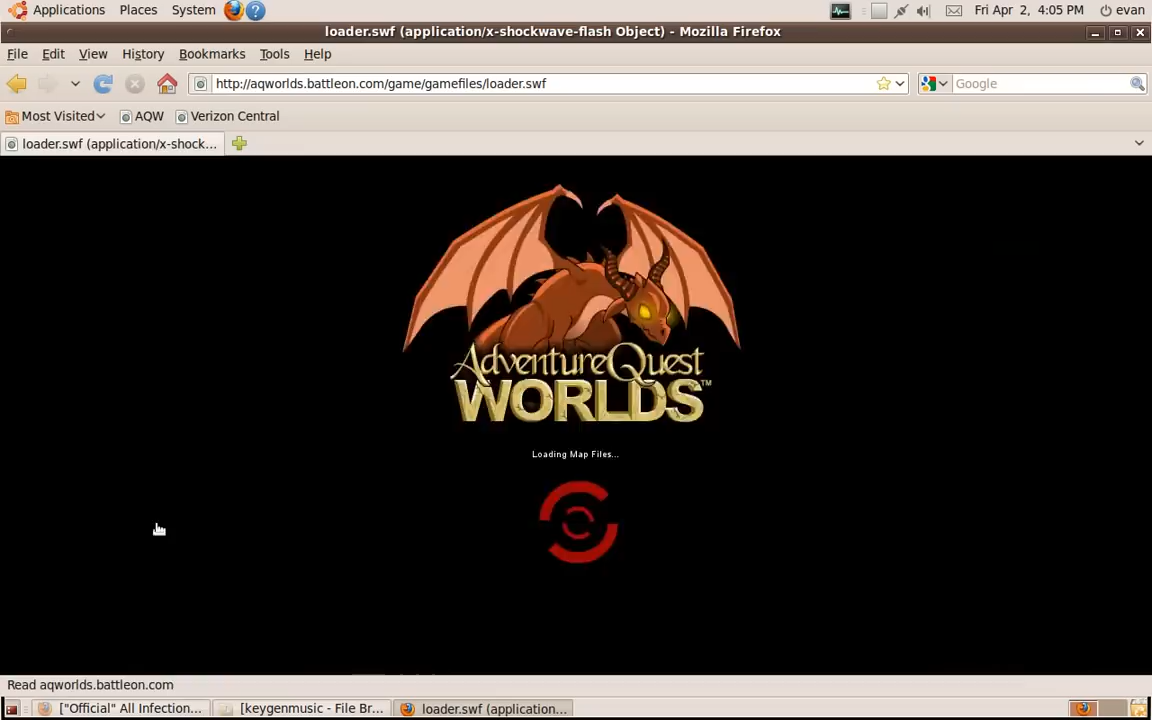 Applications Places System Fri Apr 2, 4:05 PM evan
loader.swf (application/x-shockwave-flash Object) - Mozilla Firefox
File Edit View History Bookmarks Tools Help
http://aqworlds.battleon.com/game/gamefiles/loader.swf Google
Most Visited AQW Verizon Central
loader.swf (application/x-shock...
AdventureQuest
WORLDS™
Loading Map Files...
Read aqworlds.battleon.com
["Official" All Infection... [keygenmusic - File Br... loader.swf (application...